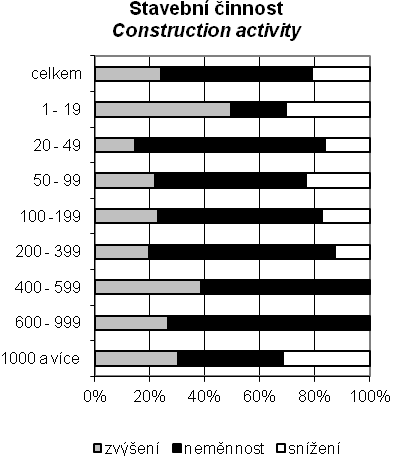 Stavební činnost
Construction activity
celkem
1 - 19
20 - 49
50 - 99
100 -199
200 - 399
400 - 599
600 - 999
1000 a více
0% 20% 40% 60% 80% 100%
zvýšení neměnnost snížení